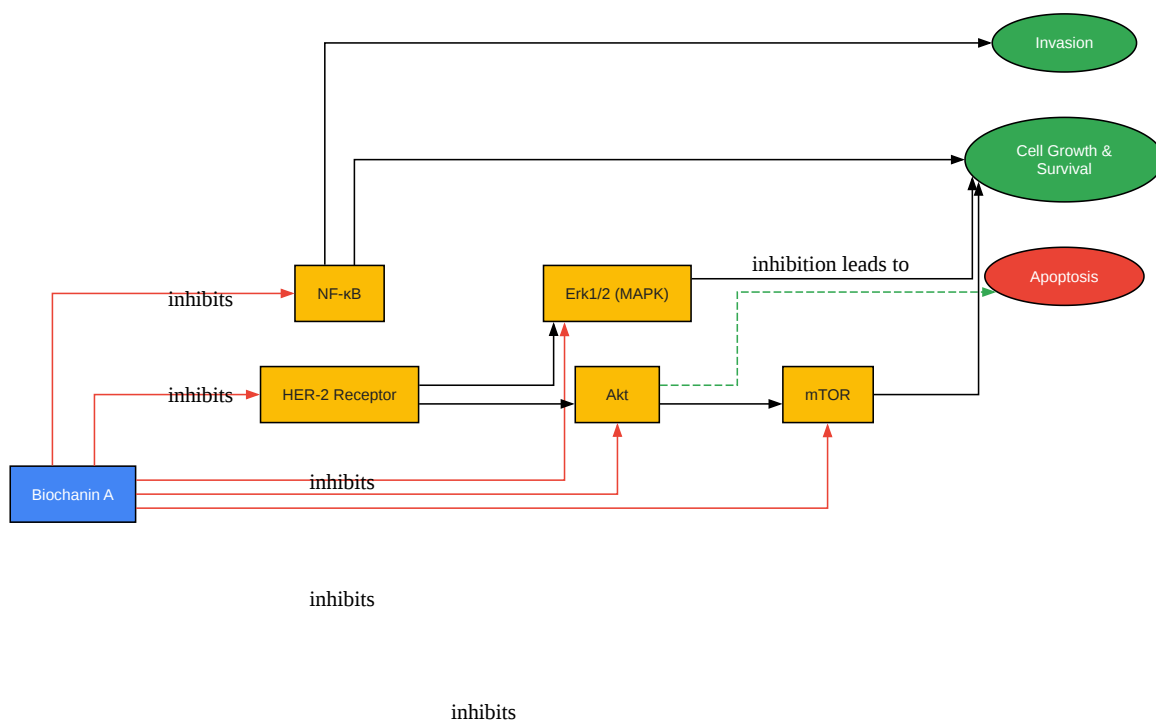 Invasion
Cell Growth &
Survival
inhibition leads to
Apoptosis
inhibits
NF-κB
Erk1/2 (MAPK)
inhibits
HER-2 Receptor
Akt
mTOR
inhibits
Biochanin A
inhibits
inhibits